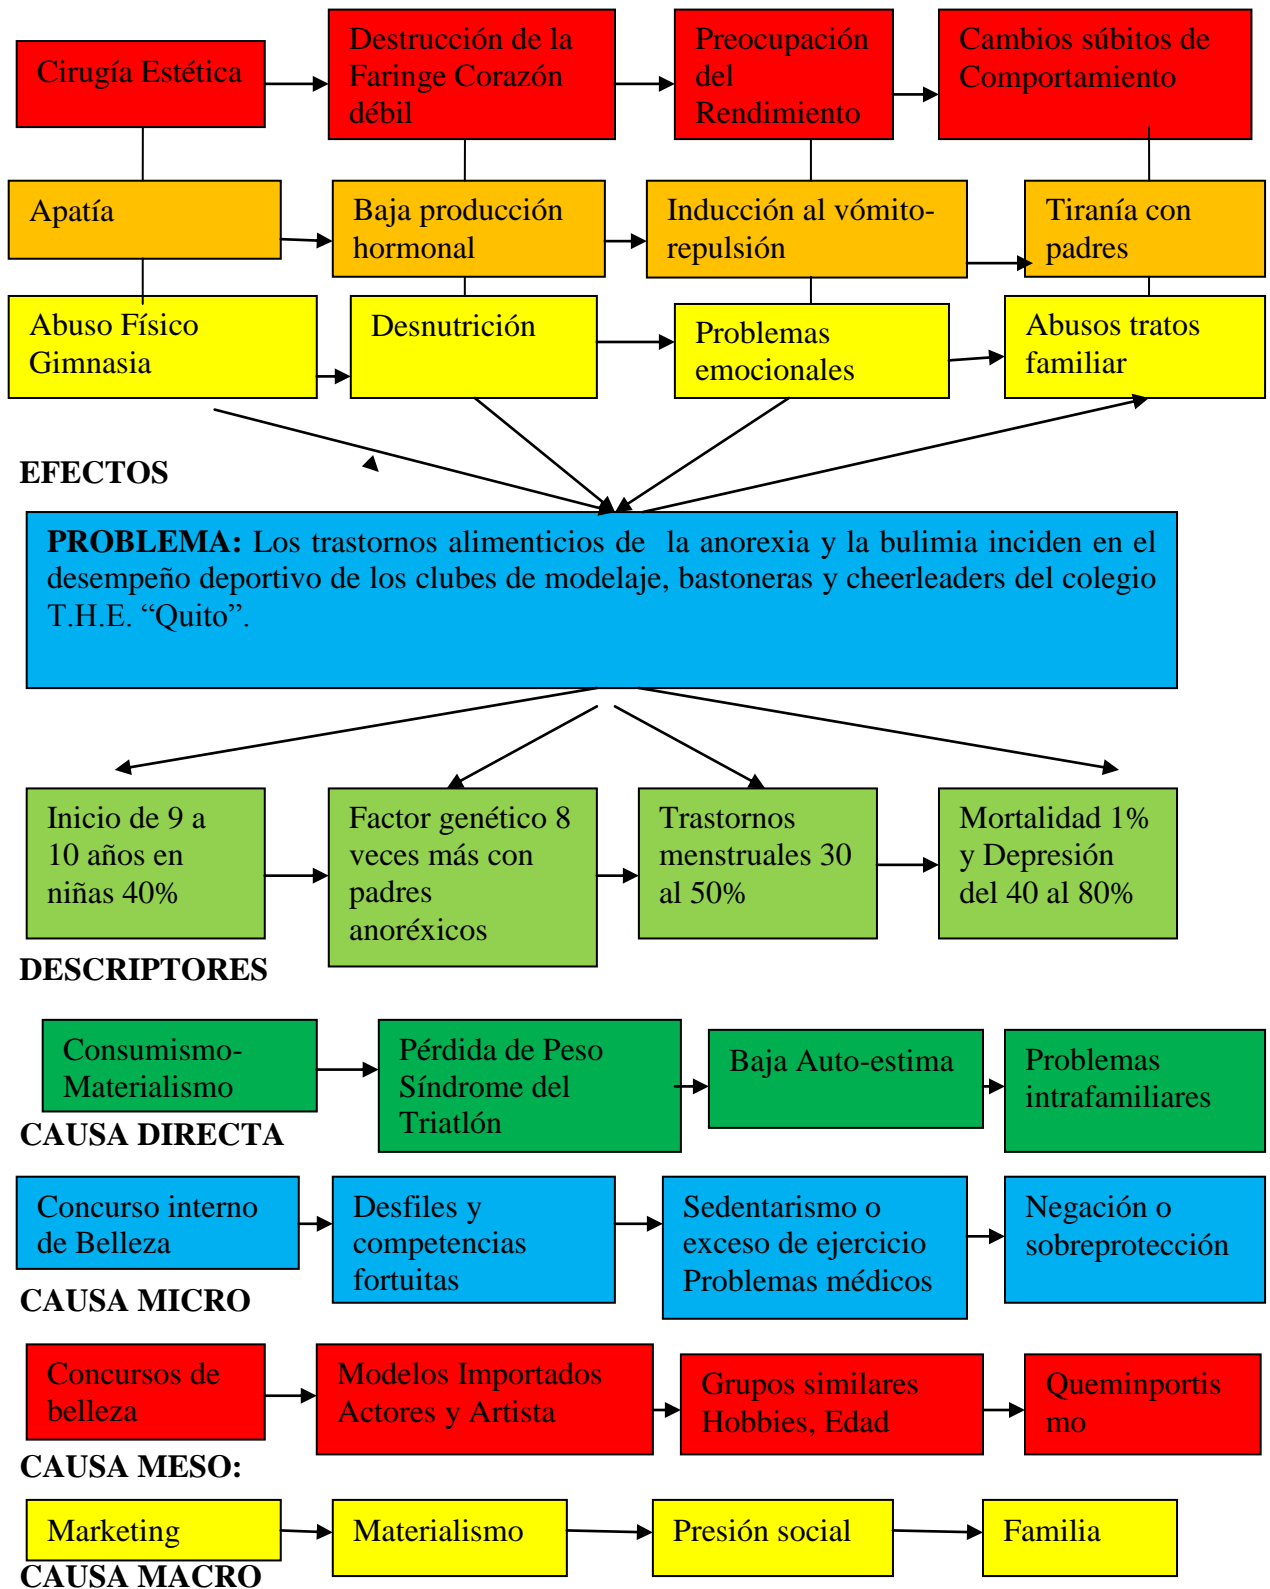 Cirugía Estética
Destrucción de la
Faringe Corazón
débil
Preocupación
del
Rendimiento
Cambios súbitos de
Comportamiento
Apatía
Baja producción
hormonal
Inducción al vómito-
repulsión
Tiranía con
padres
Abuso Físico
Gimnasia
Desnutrición
Problemas
emocionales
Abusos tratos
familiar
EFECTOS
PROBLEMA: Los trastornos alimenticios de la anorexia y la bulimia inciden en el
desempeño deportivo de los clubes de modelaje, bastoneras y cheerleaders del colegio
T.H.E. “Quito”.
Inicio de 9 a
10 años en
niñas 40%
Factor genético 8
veces más con
padres
anoréxicos
Trastornos
menstruales 30
al 50%
Mortalidad 1%
y Depresión
del 40 al 80%
DESCRIPTORES
Consumismo-
Materialismo
Pérdida de Peso
Síndrome del
Triatlón
Baja Auto-estima
Problemas
intrafamiliares
CAUSA DIRECTA
Concurso interno
de Belleza
Desfiles y
competencias
fortuitas
Sedentarismo o
exceso de ejercicio
Problemas médicos
Negación o
sobreprotección
CAUSA MICRO
Concursos de
belleza
Modelos Importados
Actores y Artista
Grupos similares
Hobbies, Edad
Queminportis
mo
CAUSA MESO:
Marketing
Materialismo
Presión social
Familia
CAUSA MACRO